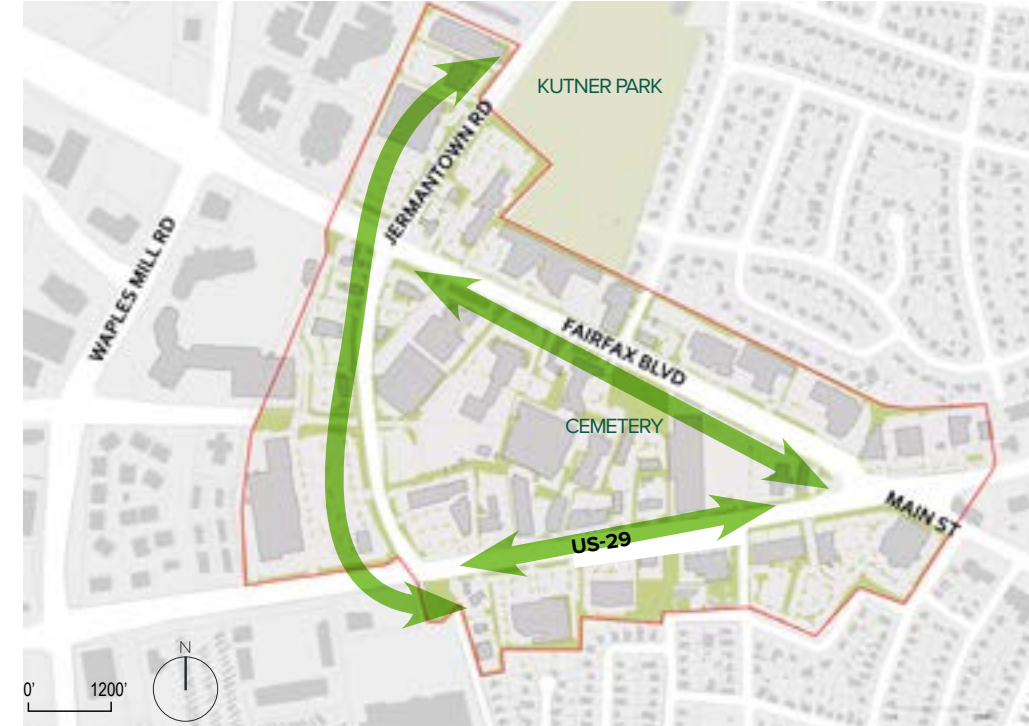 KUTNER PARK
JERMANTOWN RD
WAPLES MILL RD
FAIRFAX BLVD
CEMETERY
MAIN ST
US-29
N
0'
1200'